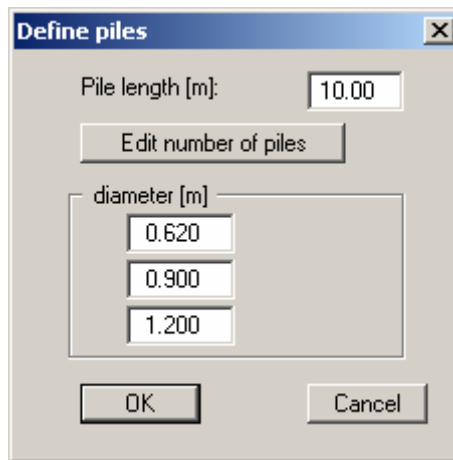 Define piles
Pile length [m]: 10.00
Edit number of piles
diameter [m]
0.620
0.900
1.200
OK Cancel